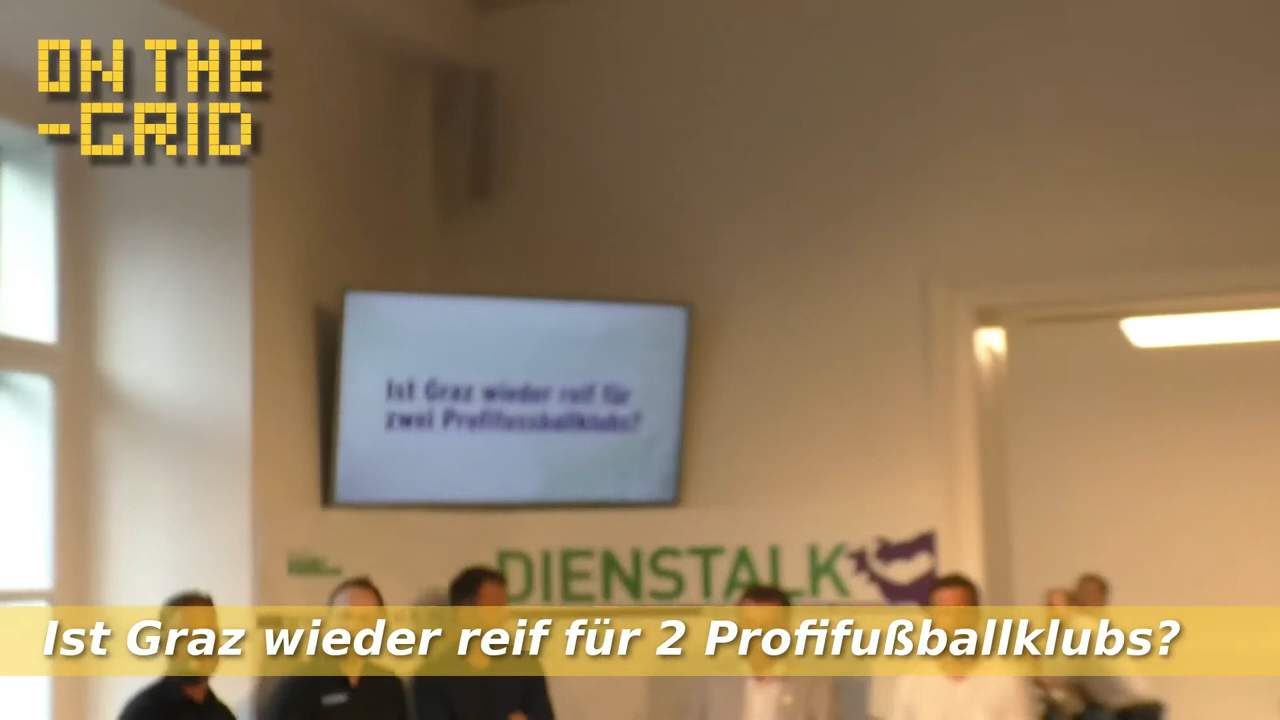 ON THE
-GRID
Ist Graz wieder reif für
zwei Profifussballklubs?
DIENSTALK
Ist Graz wieder reif für 2 Profifußballklubs?